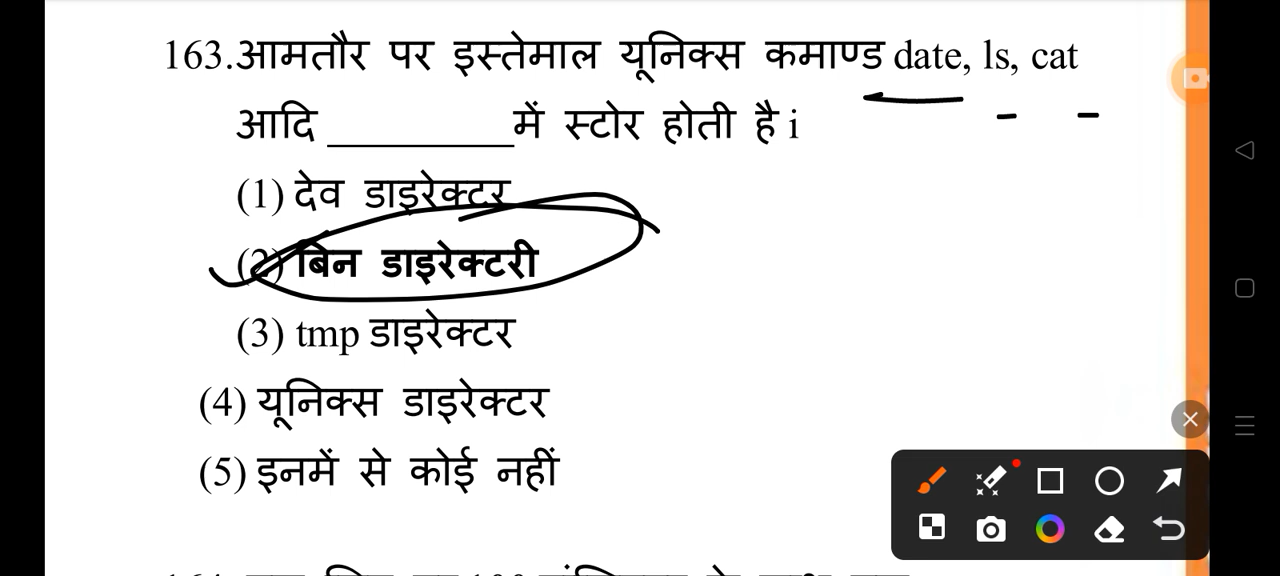 163.आमतौर पर इस्तेमाल यूनिक्स कमाण्ड date, ls, cat
आदि __________में स्टोर होती है i
(1) देव डाइरेक्टर
(2) बिन डाइरेक्टरी
(3) tmp डाइरेक्टर
(4) यूनिक्स डाइरेक्टर
(5) इनमें से कोई नहीं